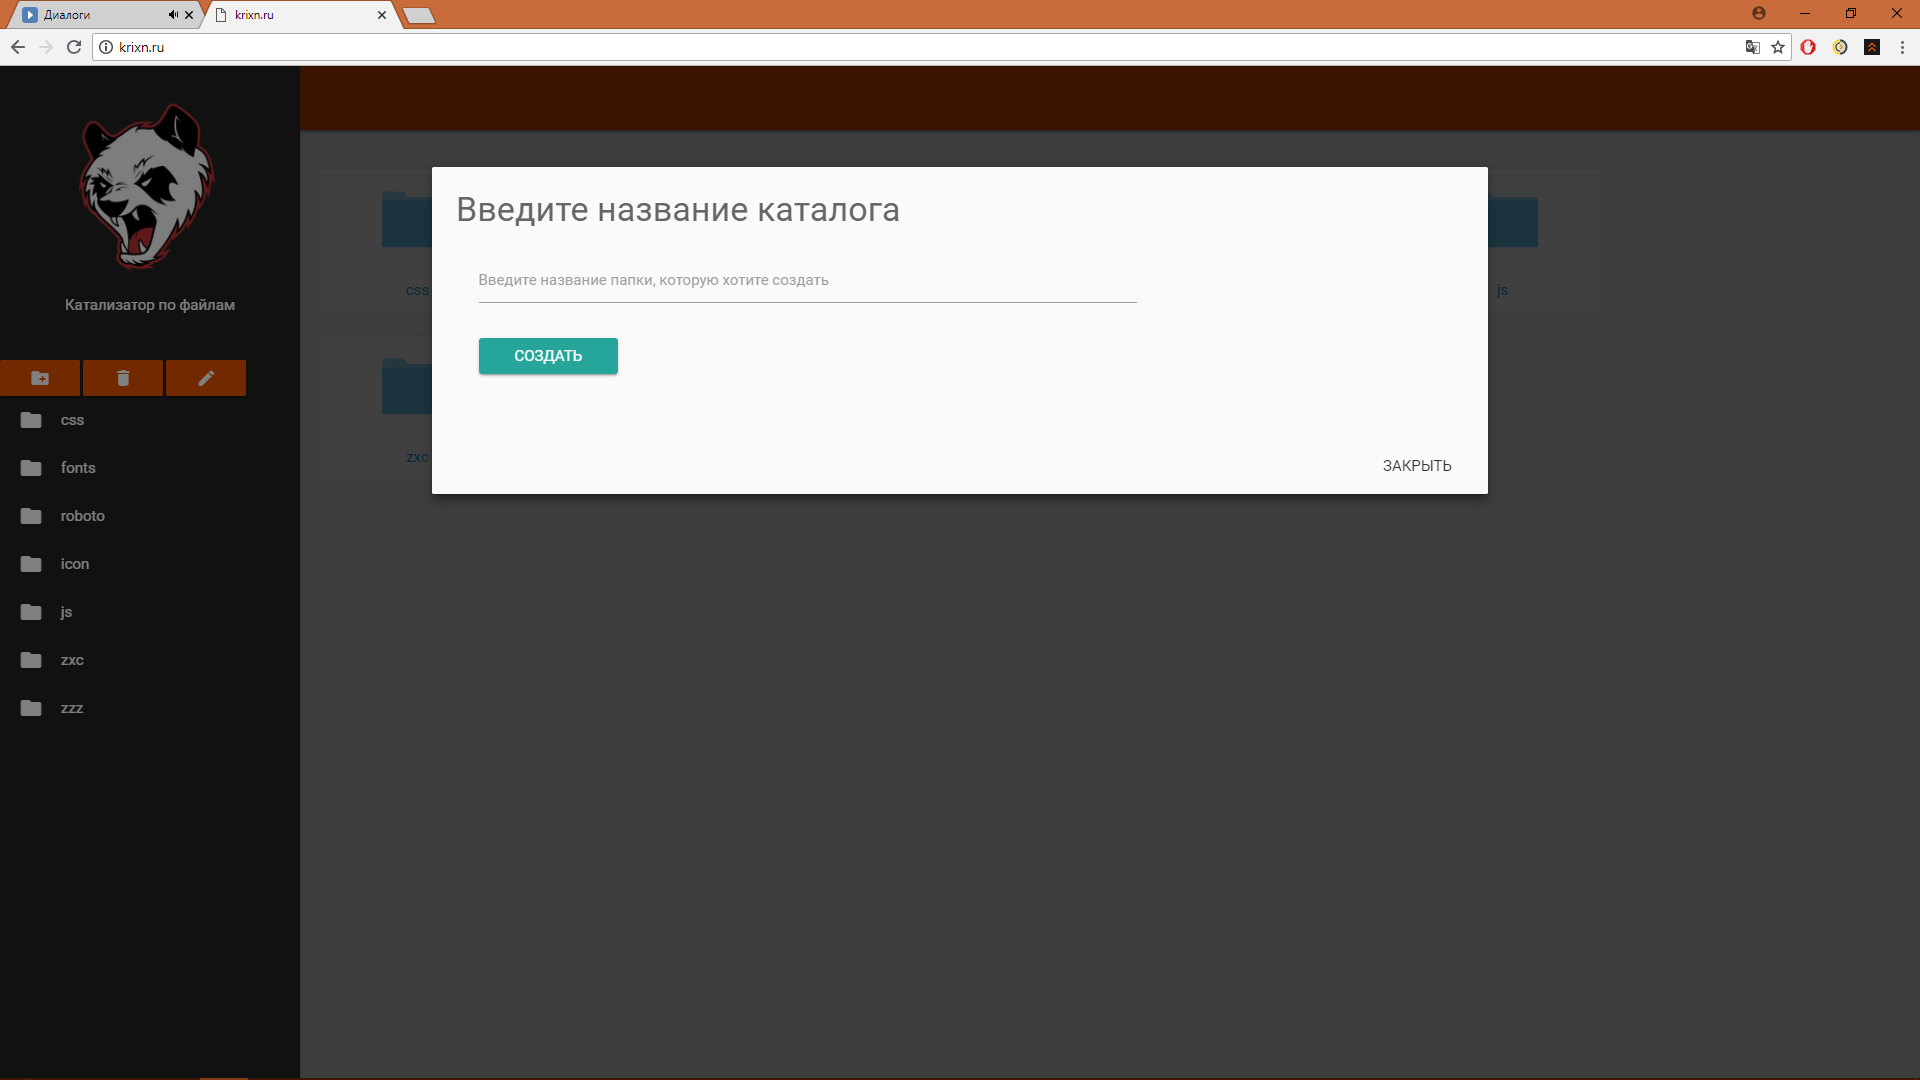 Диалоги
krixn.ru
krixn.ru
Катализатор по файлам
css
fonts
roboto
icon
js
zxc
zzz
css
js
zxc
Введите название каталога
Введите название папки, которую хотите создать
СОЗДАТЬ
ЗАКРЫТЬ